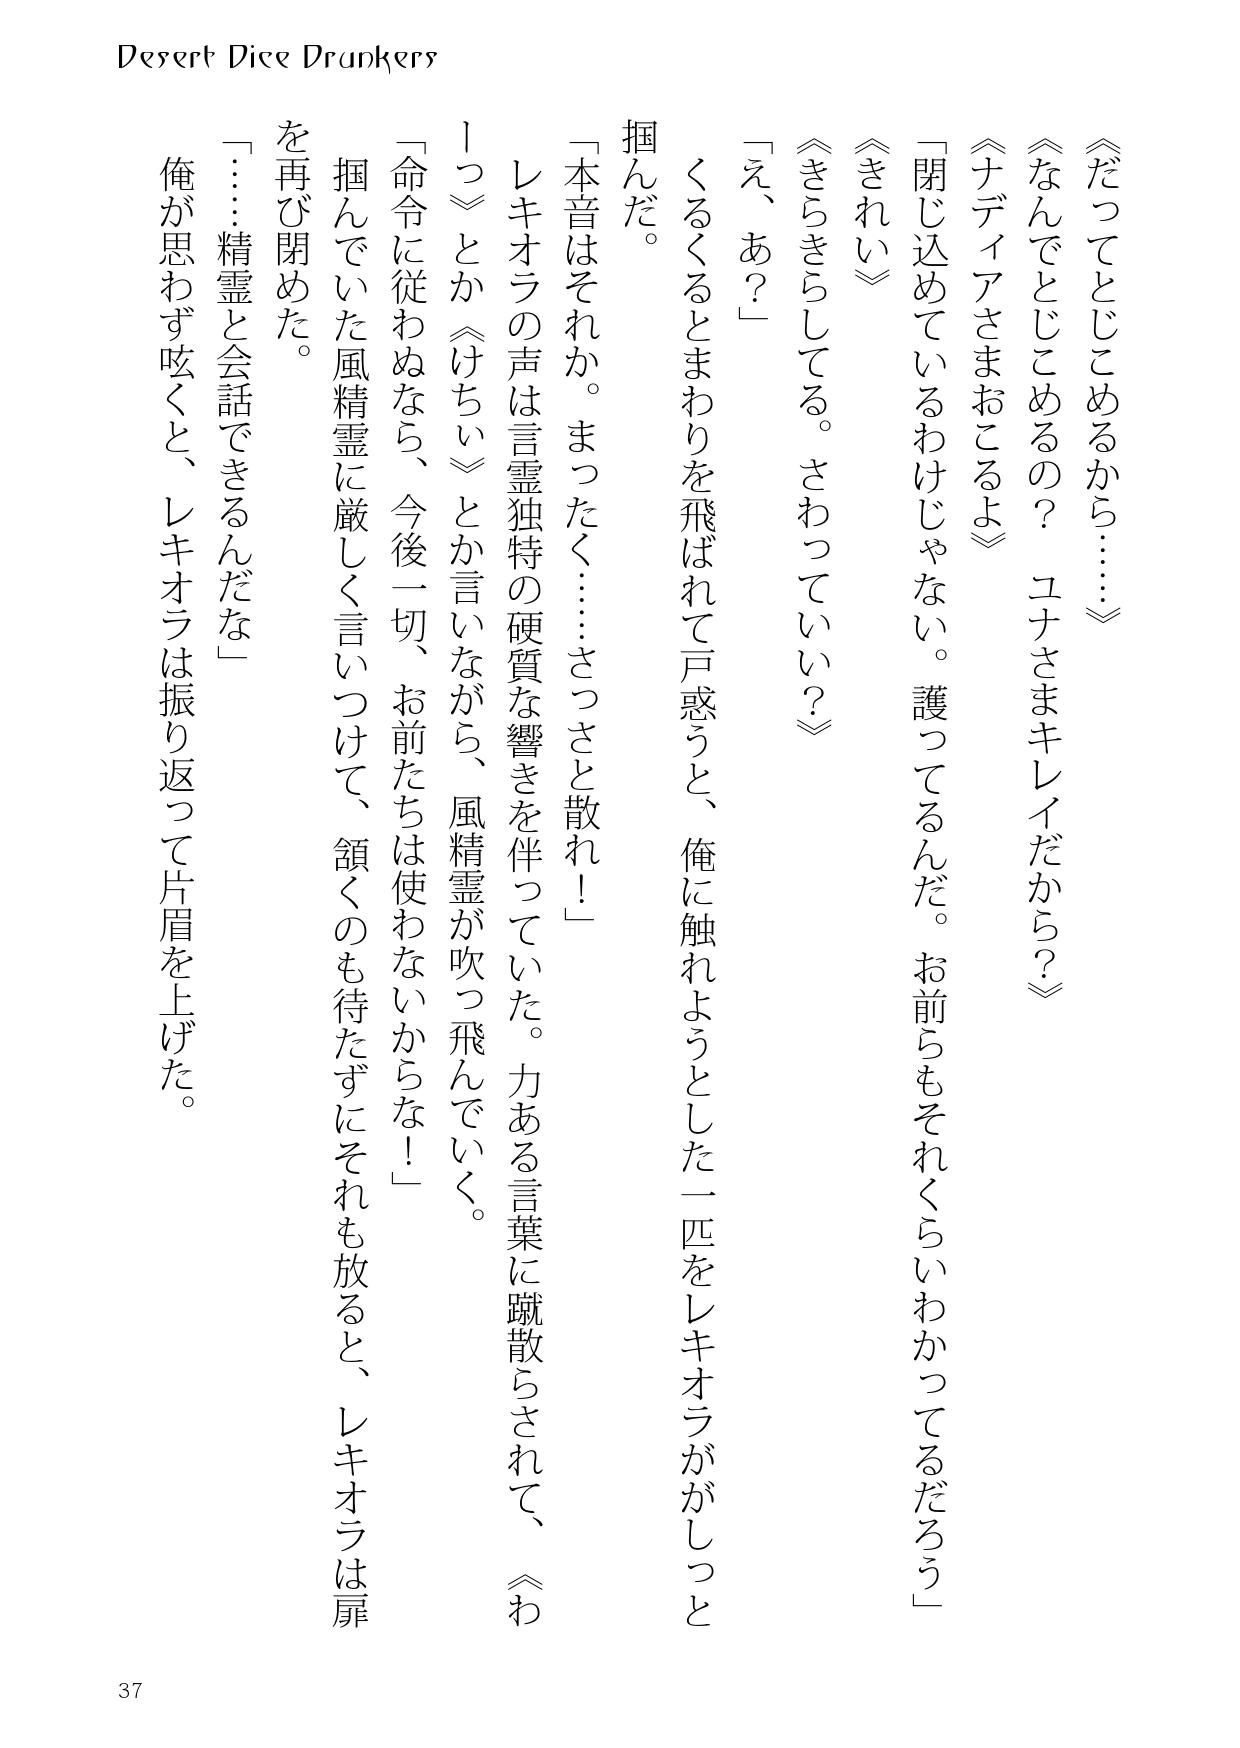 Desert Dice Drunkers
《だってとじこめるから……》
《なんでとじこめるの？　ユナさまキレイだから？》
《ナディアさまおこるよ》
「閉じ込めているわけじゃない。護ってるんだ。お前らもそれくらいわかってるだろう」
《きれい》
《きらきらしてる。さわっていい？》
「え、あ？」
　くるくるとまわりを飛ばれて戸惑うと、俺に触れようとした一匹をレキオラががしっと
掴んだ。
「本音はそれか。まったく……さっさと散れ！」
　レキオラの声は言霊独特の硬質な響きを伴っていた。力ある言葉に蹴散らされて、《わ
ーっ》とか《けちぃ》とか言いながら、風精霊が吹っ飛んでいく。
「命令に従わぬなら、今後一切、お前たちは使わないからな！」
　掴んでいた風精霊に厳しく言いつけて、頷くのも待たずにそれも放ると、レキオラは扉
を再び閉めた。
「……精霊と会話できるんだな」
　俺が思わず呟くと、レキオラは振り返って片眉を上げた。
37